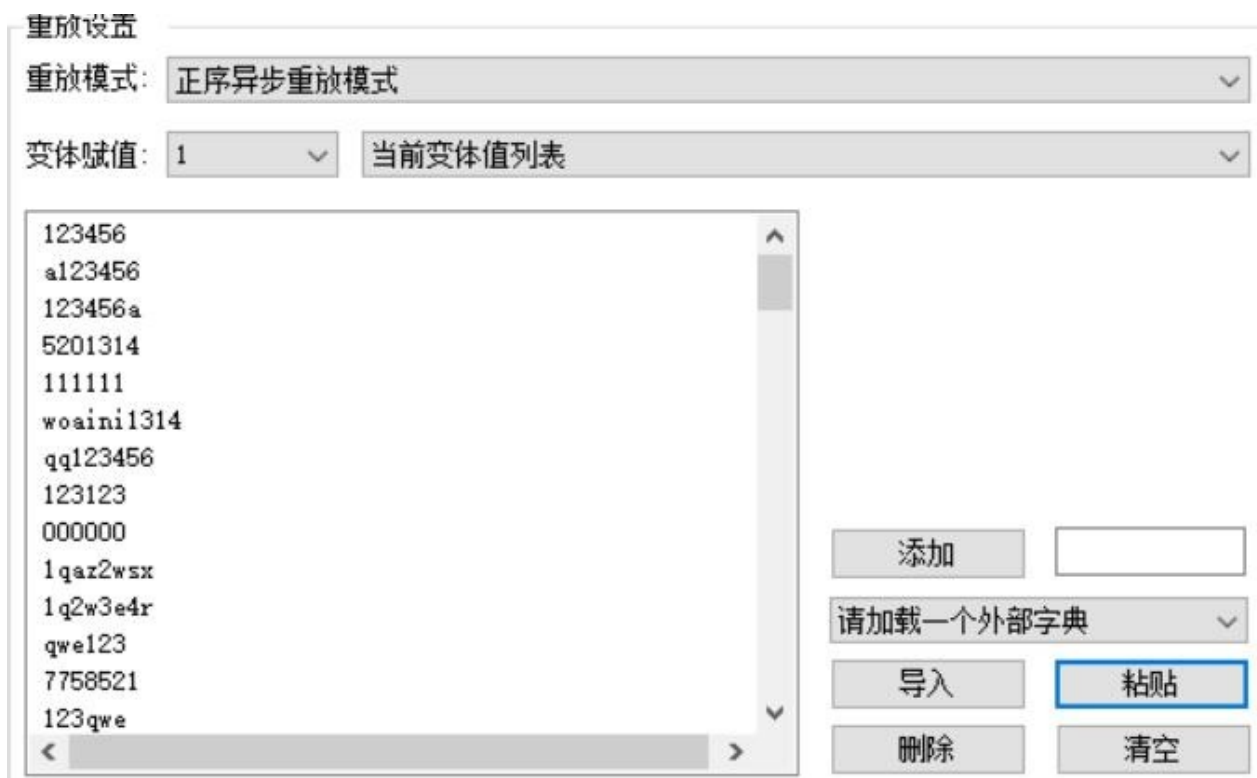 重放设置
重放模式: 正序异步重放模式
变体赋值: 1 当前变体值列表
123456
a123456
123456a
5201314
111111
woaini1314
qq123456
123123
000000
1qaz2wsx
1q2w3e4r
qwe123
7758521
123qwe
添加
请加载一个外部字典
导入 粘贴
删除 清空